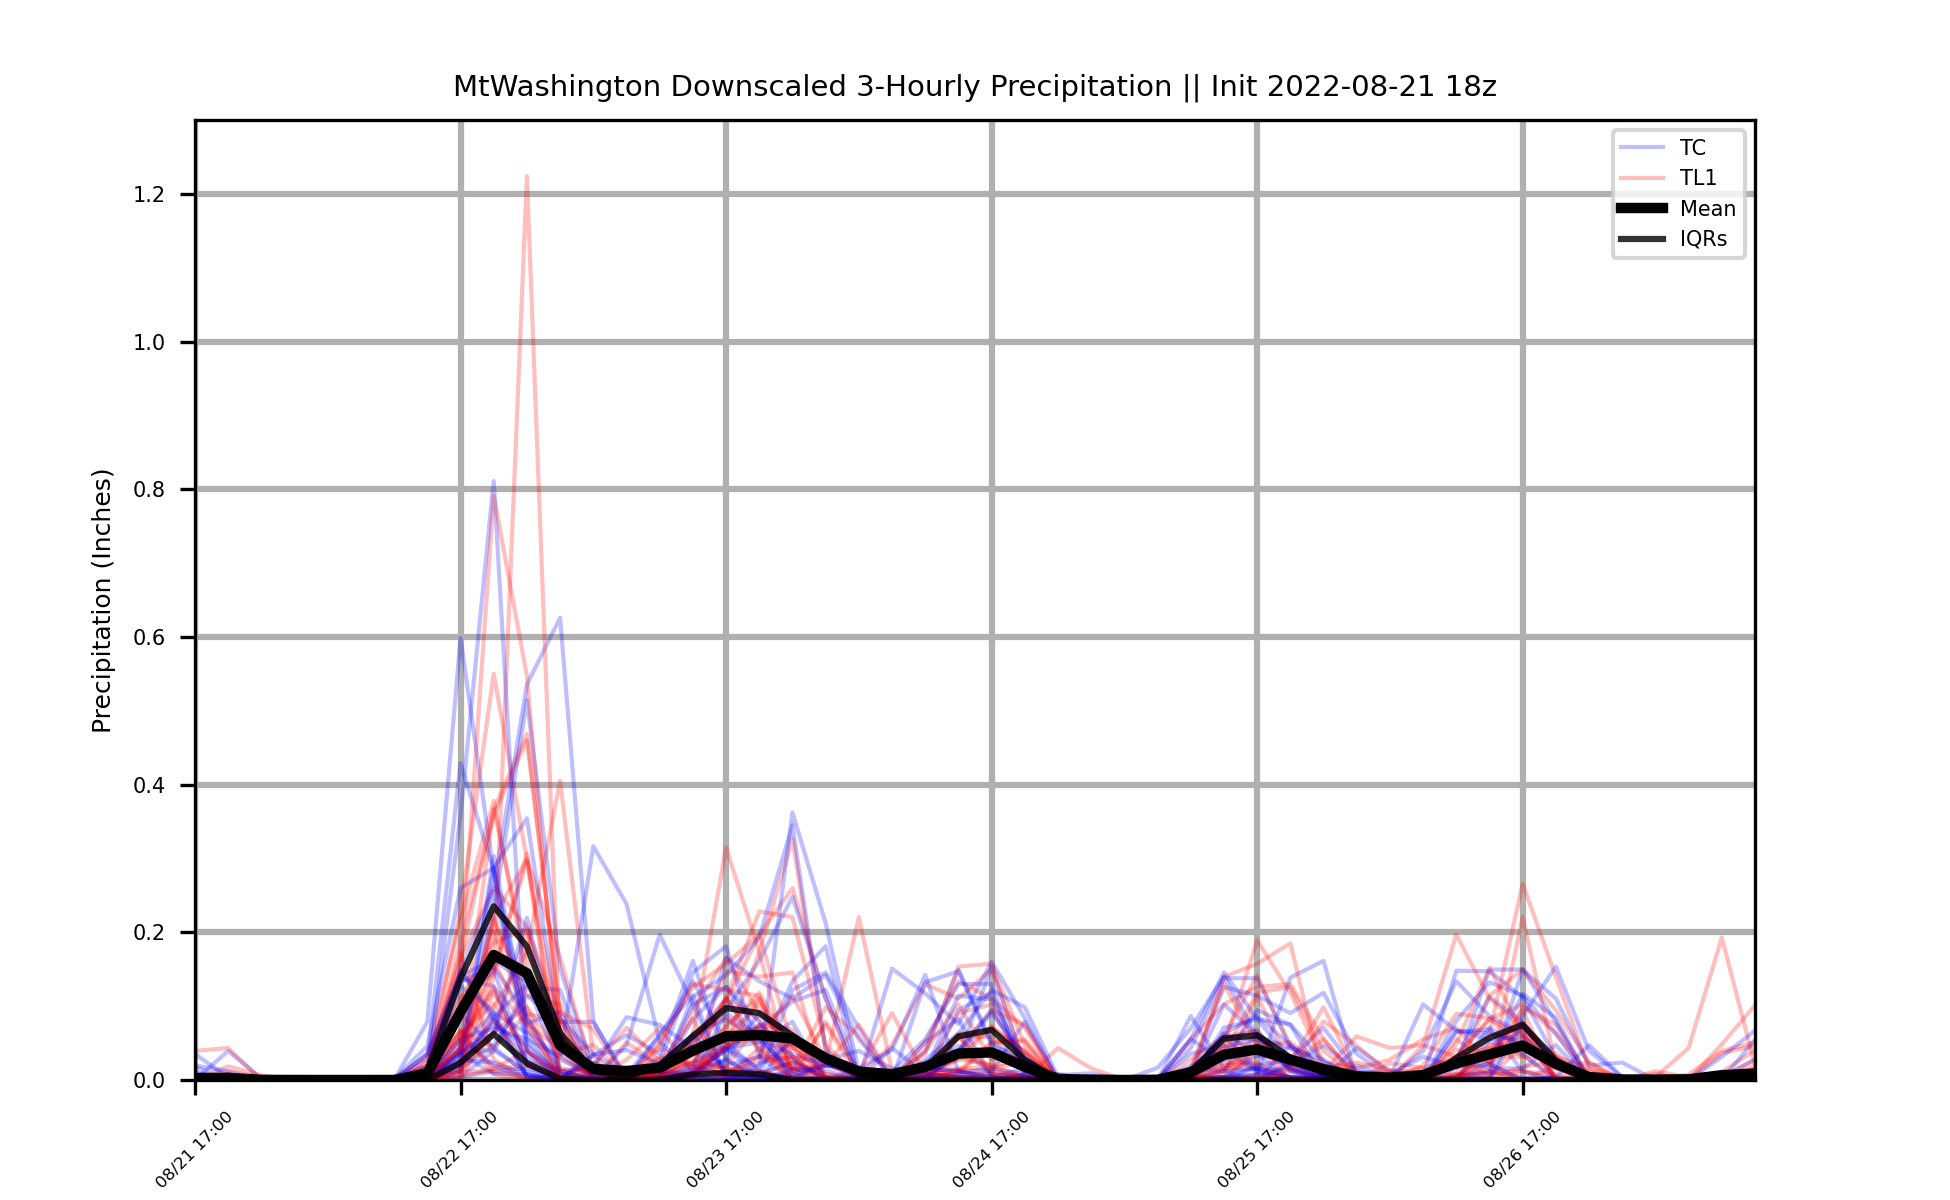 MtWashington Downscaled 3-Hourly Precipitation || Init 2022-08-21 18z
TC
TL1
Mean
IQRs
Precipitation (Inches)
1.2
1.0
0.8
0.6
0.4
0.2
0.0
08/21 17:00
08/22 17:00
08/23 17:00
08/24 17:00
08/25 17:00
08/26 17:00